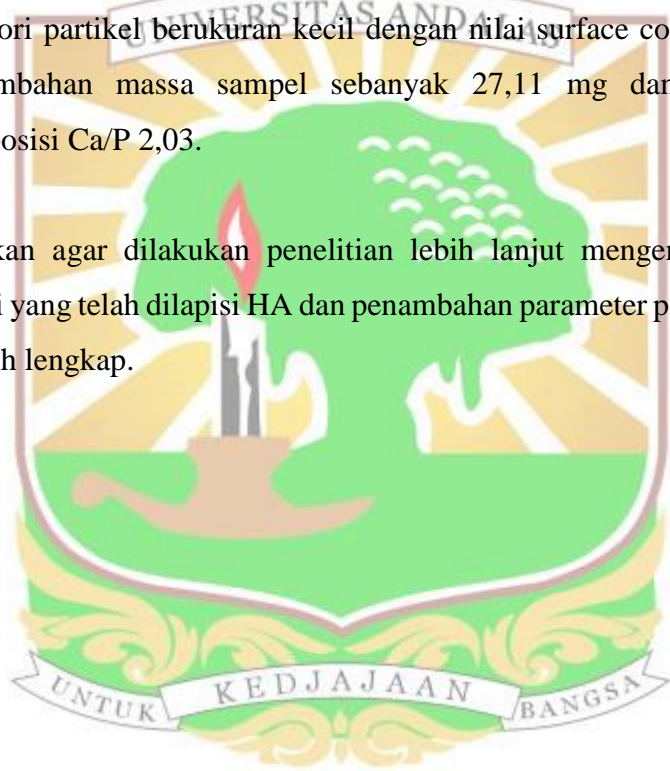 UNIVERSITAS ANDALAS
ori partikel berukuran kecil dengan nilai surface co
mbahan massa sampel sebanyak 27,11 mg dan
posisi Ca/P 2,03.
kan agar dilakukan penelitian lebih lanjut menger
i yang telah dilapisi HA dan penambahan parameter p
h lengkap.
UNTUK KEDJAJAAN BANGSA